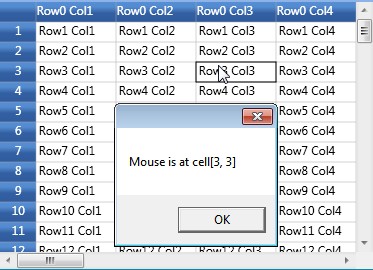 Row0 Col1 Row0 Col2 Row0 Col3 Row0 Col4
1 Row1 Col1 Row1 Col2 Row1 Col3 Row1 Col4
2 Row2 Col1 Row2 Col2 Row2 Col3 Row2 Col4
3 Row3 Col1 Row3 Col2 Row3 Col3 Row3 Col4
4 Row4 Col1 Row4 Col2 Row4 Col3 Row4 Col4
5 Row5 Col1 Row5 Col4
6 Row6 Col1 Row6 Col4
7 Row7 Col1 Row7 Col4
8 Row8 Col1 Row8 Col4
9 Row9 Col1 Row9 Col4
10 Row10 Col1 Row10 Col4
11 Row11 Col1 Row11 Col4
12 Row12 Col1 Row12 Col2 Row12 Col3 Row12 Col4
Mouse is at cell[3, 3]
OK